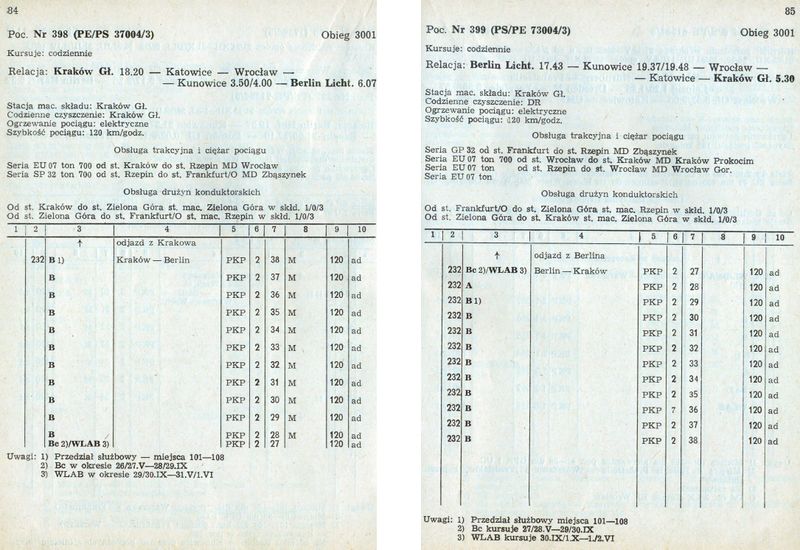 84
Poc. Nr 398 (PE/PS 37004/3) Obieg 3001
Kursuje: codziennie
Relacja: Kraków Gł. 18.20 — Katowice — Wrocław —
— Kunowice 3.50/4.00 — Berlin Licht. 6.07
Stacja mac. składu: Kraków Gł.
Codzienne czyszczenie: Kraków Gł.
Ogrzewanie pociągu: elektryczne
Szybkość pociągu: 120 km/godz.
Obsługa trakcyjna i ciężar pociągu
Seria EU 07 ton 700 od st. Kraków do st. Rzepin MD Wrocław
Seria SP 32 ton 700 od st. Rzepin do st. Frankfurt/O MD Zbąszynek
Obsługa drużyn konduktorskich
Od st. Kraków do st. Zielona Góra st. mac. Zielona Góra w skłd. 1/0/3
Od st. Zielona Góra do st. Frankfurt/O st. mac. Rzepin w skłd. 1/0/3
1 2 3 4 5 6 7 8 9 10
↑ odjazd z Krakowa
232 B 1) Kraków — Berlin PKP 2 38 M 120 ad
B PKP 2 37 M 120 ad
B PKP 2 36 M 120 ad
B PKP 2 35 M 120 ad
B PKP 2 34 M 120 ad
B PKP 2 33 M 120 ad
B PKP 2 32 M 120 ad
B PKP 2 31 M 120 ad
B PKP 2 30 M 120 ad
B PKP 2 29 M 120 ad
B PKP 2 28 M 120 ad
Bc 2)/WLAB 3) PKP 2 27 120 ad
Uwagi: 1) Przedział służbowy — miejsca 101—108
2) Bc w okresie 26/27.V—28/29.IX
3) WLAB w okresie 29/30.IX—31.V/1.VI
85
Poc. Nr 399 (PS/PE 73004/3) Obieg 3001
Kursuje: codziennie
Relacja: Berlin Licht. 17.43 — Kunowice 19.37/19.48 — Wrocław —
— Katowice — Kraków Gł. 5.30
Stacja mac. składu: Kraków Gł.
Codzienne czyszczenie: DR
Ogrzewanie pociągu: elektryczne
Szybkość pociągu: 120 km/godz.
Obsługa trakcyjna i ciężar pociągu
Seria GP 32 od st. Frankfurt do st. Rzepin MD Zbąszynek
Seria EU 07 ton 700 od st. Wrocław do st. Kraków MD Kraków Prokocim
Seria EU 07 ton od st. Rzepin do st. Wrocław MD Wrocław Gor.
Seria EU 07 ton
Obsługa drużyn konduktorskich
Od st. Frankfurt/O do st. Zielona Góra st. mac. Rzepin w skłd. 1/0/3
Od st. Zielona Góra do st. Kraków st. mac. Zielona Góra w skłd. 1/0/3
1 2 3 4 5 6 7 8 9 10
↑ odjazd z Berlina
232 Bc 2)/WLAB 3) Berlin — Kraków PKP 2 27 120 ad
232 A PKP 2 28 120 ad
232 B 1) PKP 2 29 120 ad
232 B PKP 2 30 120 ad
232 B PKP 2 31 120 ad
232 B PKP 2 32 120 ad
232 B PKP 2 33 120 ad
232 B PKP 2 34 120 ad
232 B PKP 2 35 120 ad
232 B PKP 7 36 120 ad
232 B PKP 2 37 120 ad
232 B PKP 2 38 120 ad
Uwagi: 1) Przedział służbowy miejsca 101—108
2) Bc kursuje 27/28.V—29/30.IX
3) WLAB kursuje 30.IX/1.X—1./2.VI